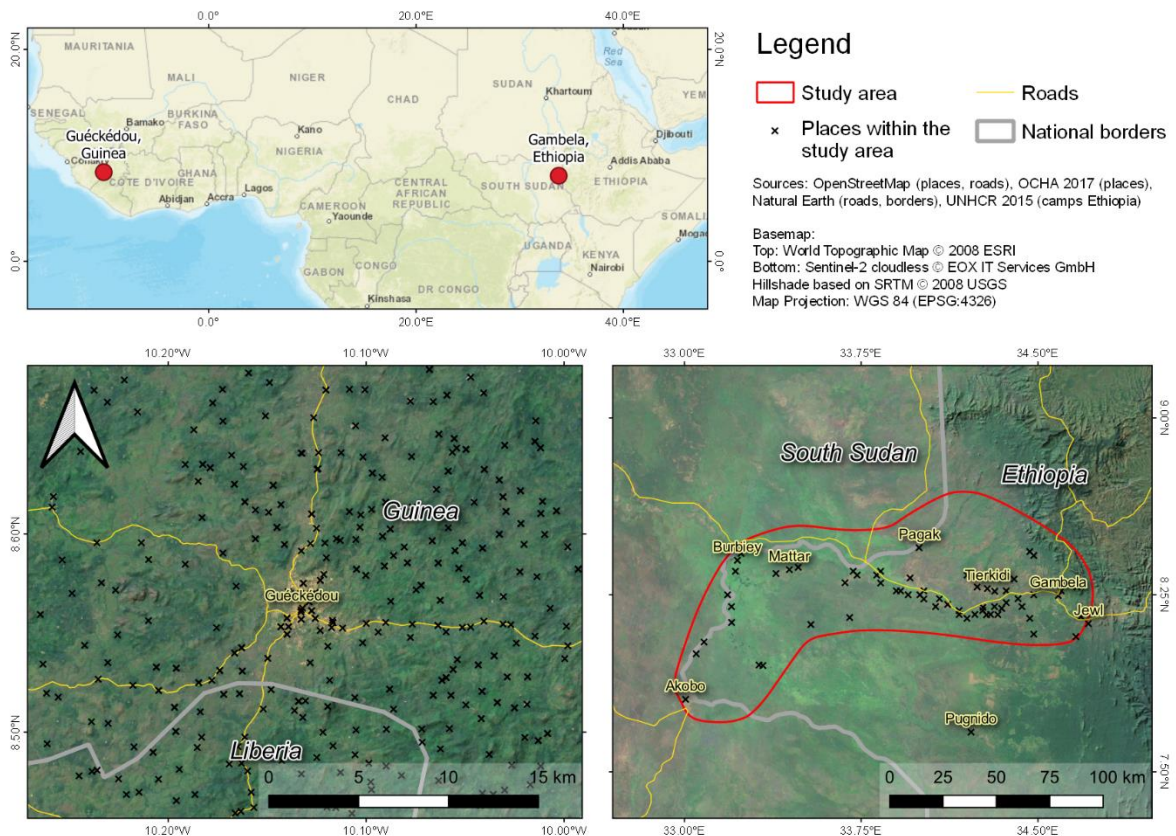 0.0°
20.0°E
40.0°E
20.0°N
20.0°N
MAURITANIA
MALI
NIGER
CHAD
SUDAN
Red
Sea
YEM
SENEGAL
Bamako
BURKINA
FASO
Khartoum
Guéckédou,
Guinea
Kano
NIGERIA
Gambela,
Ethiopia
Djibouti
Addis Ababa
GHANA
CÔTE D'IVOIRE
Lagos
Abidjan
Accra
CENTRAL
AFRICAN
REPUBLIC
SOUTH SUDAN
ETHIOPIA
CAMEROON
Yaounde
SOMALI
UGANDA
KENYA
Mogad
0.0°
GABON
CONGO
DR CONGO
Nairobi
0.0°
Kinshasa
0.0°
20.0°E
40.0°E
Legend
Study area
Roads
Places within the
study area
National borders
Sources: OpenStreetMap (places, roads), OCHA 2017 (places),
Natural Earth (roads, borders), UNHCR 2015 (camps Ethiopia)
Basemap:
Top: World Topographic Map © 2008 ESRI
Bottom: Sentinel-2 cloudless © EOX IT Services GmbH
Hillshade based on SRTM © 2008 USGS
Map Projection: WGS 84 (EPSG:4326)
10.20°W
10.10°W
10.00°W
8.60°N
Guinea
Guéckédou
8.50°N
Liberia
0 5 10 15 km
10.20°W
10.10°W
10.00°W
33.00°E
33.75°E
34.50°E
9.00°N
South Sudan
Ethiopia
Burbiey
Pagak
Mattar
Tierkidi
Gambela
8.25°N
Jewl
Akobo
Pugnido
7.50°N
0 25 50 75 100 km
33.00°E
33.75°E
34.50°E